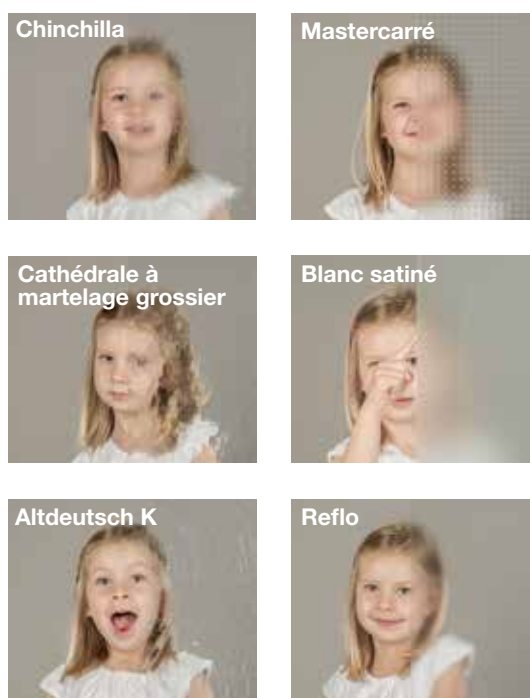 Chinchilla
Mastercarré
Cathédrale à
martelage grossier
Blanc satiné
Altdeutsch K
Reflo